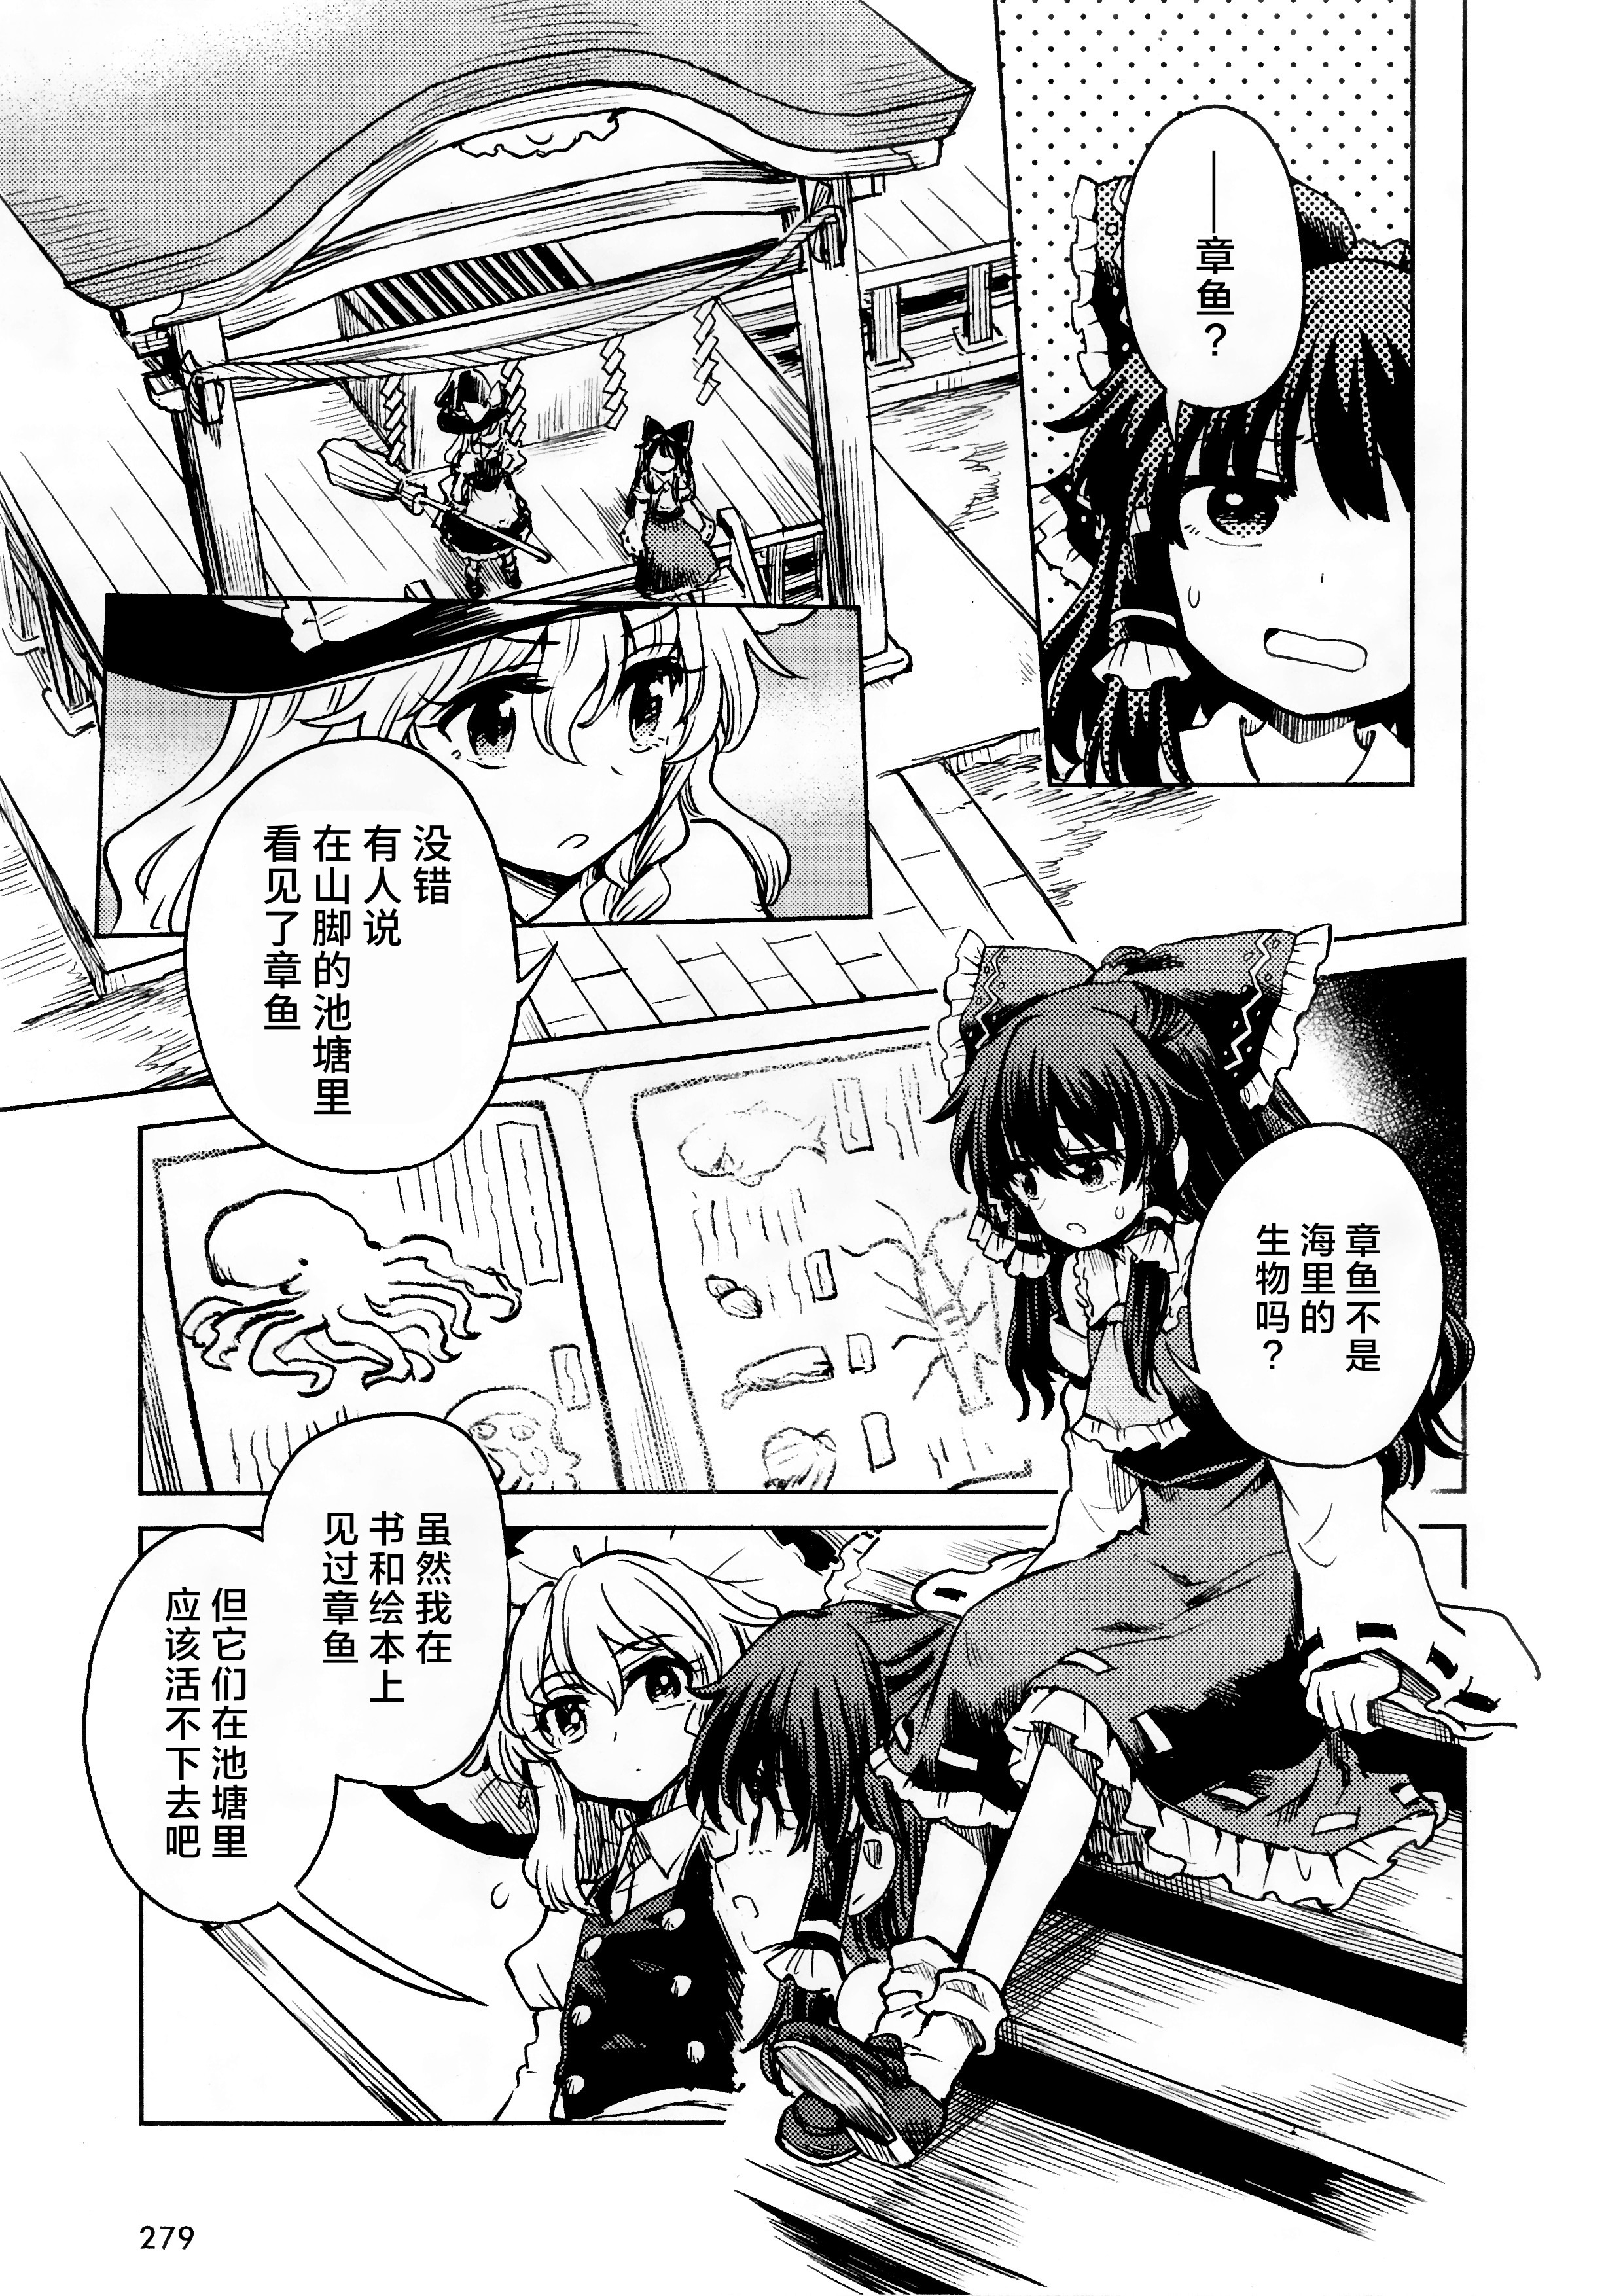 ——章鱼？
没错
有人说
在山脚的池塘里
看见了章鱼
章鱼不是
海里的
生物吗？
虽然我在
书和绘本上
见过章鱼
但它们在池塘里
应该活不下去吧
279